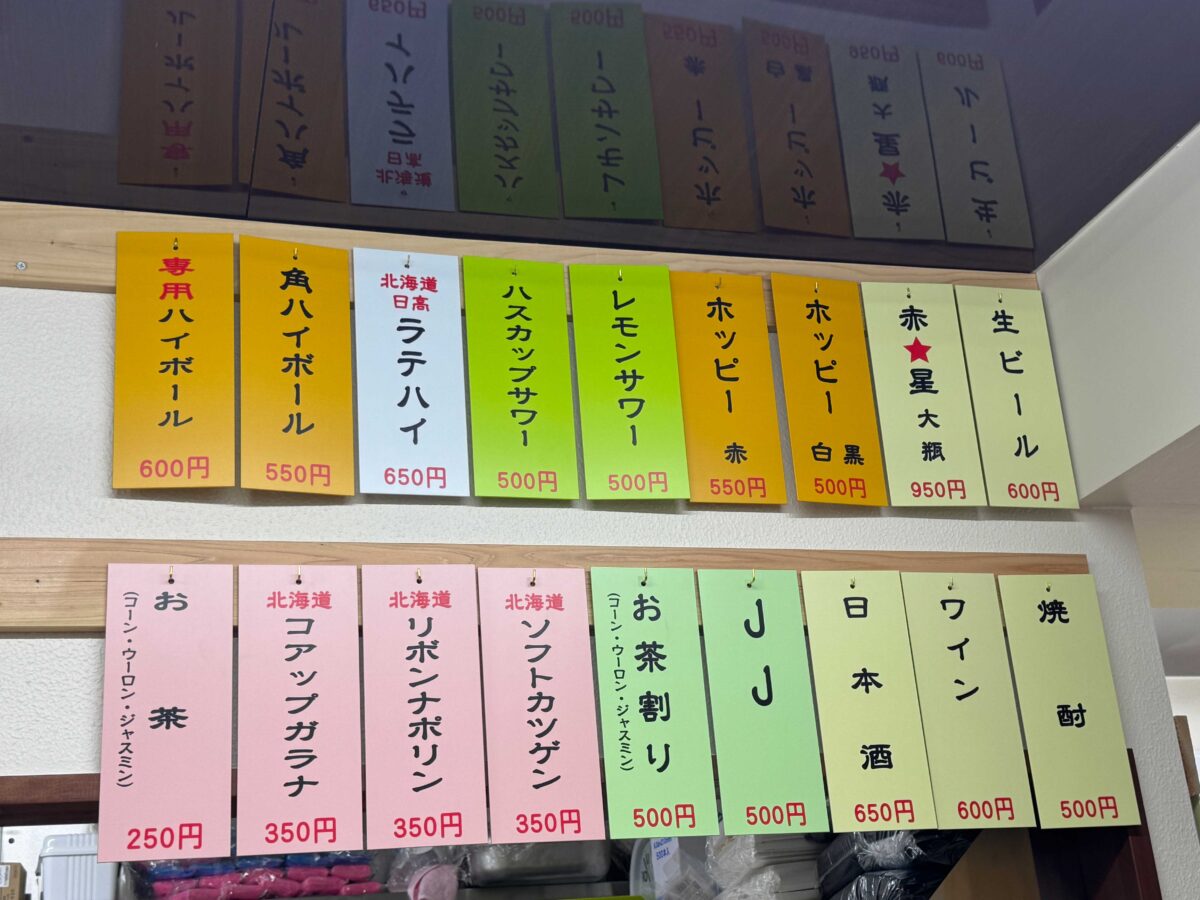 生ビール
600円
赤★星 大瓶
950円
ホッピー 白 黒
500円
ホッピー 赤
550円
レモンサワー
500円
ハスカップサワー
500円
北海道
日高
ラテハイ
650円
角ハイボール
550円
専用ハイボール
600円
焼酎
500円
ワイン
600円
日本酒
650円
JJ
500円
お茶割り
(コーン・ウーロン・ジャスミン)
500円
北海道
ソフトカツゲン
350円
北海道
リボンナポリン
350円
北海道
コアップガラナ
350円
お茶
(コーン・ウーロン・ジャスミン)
250円